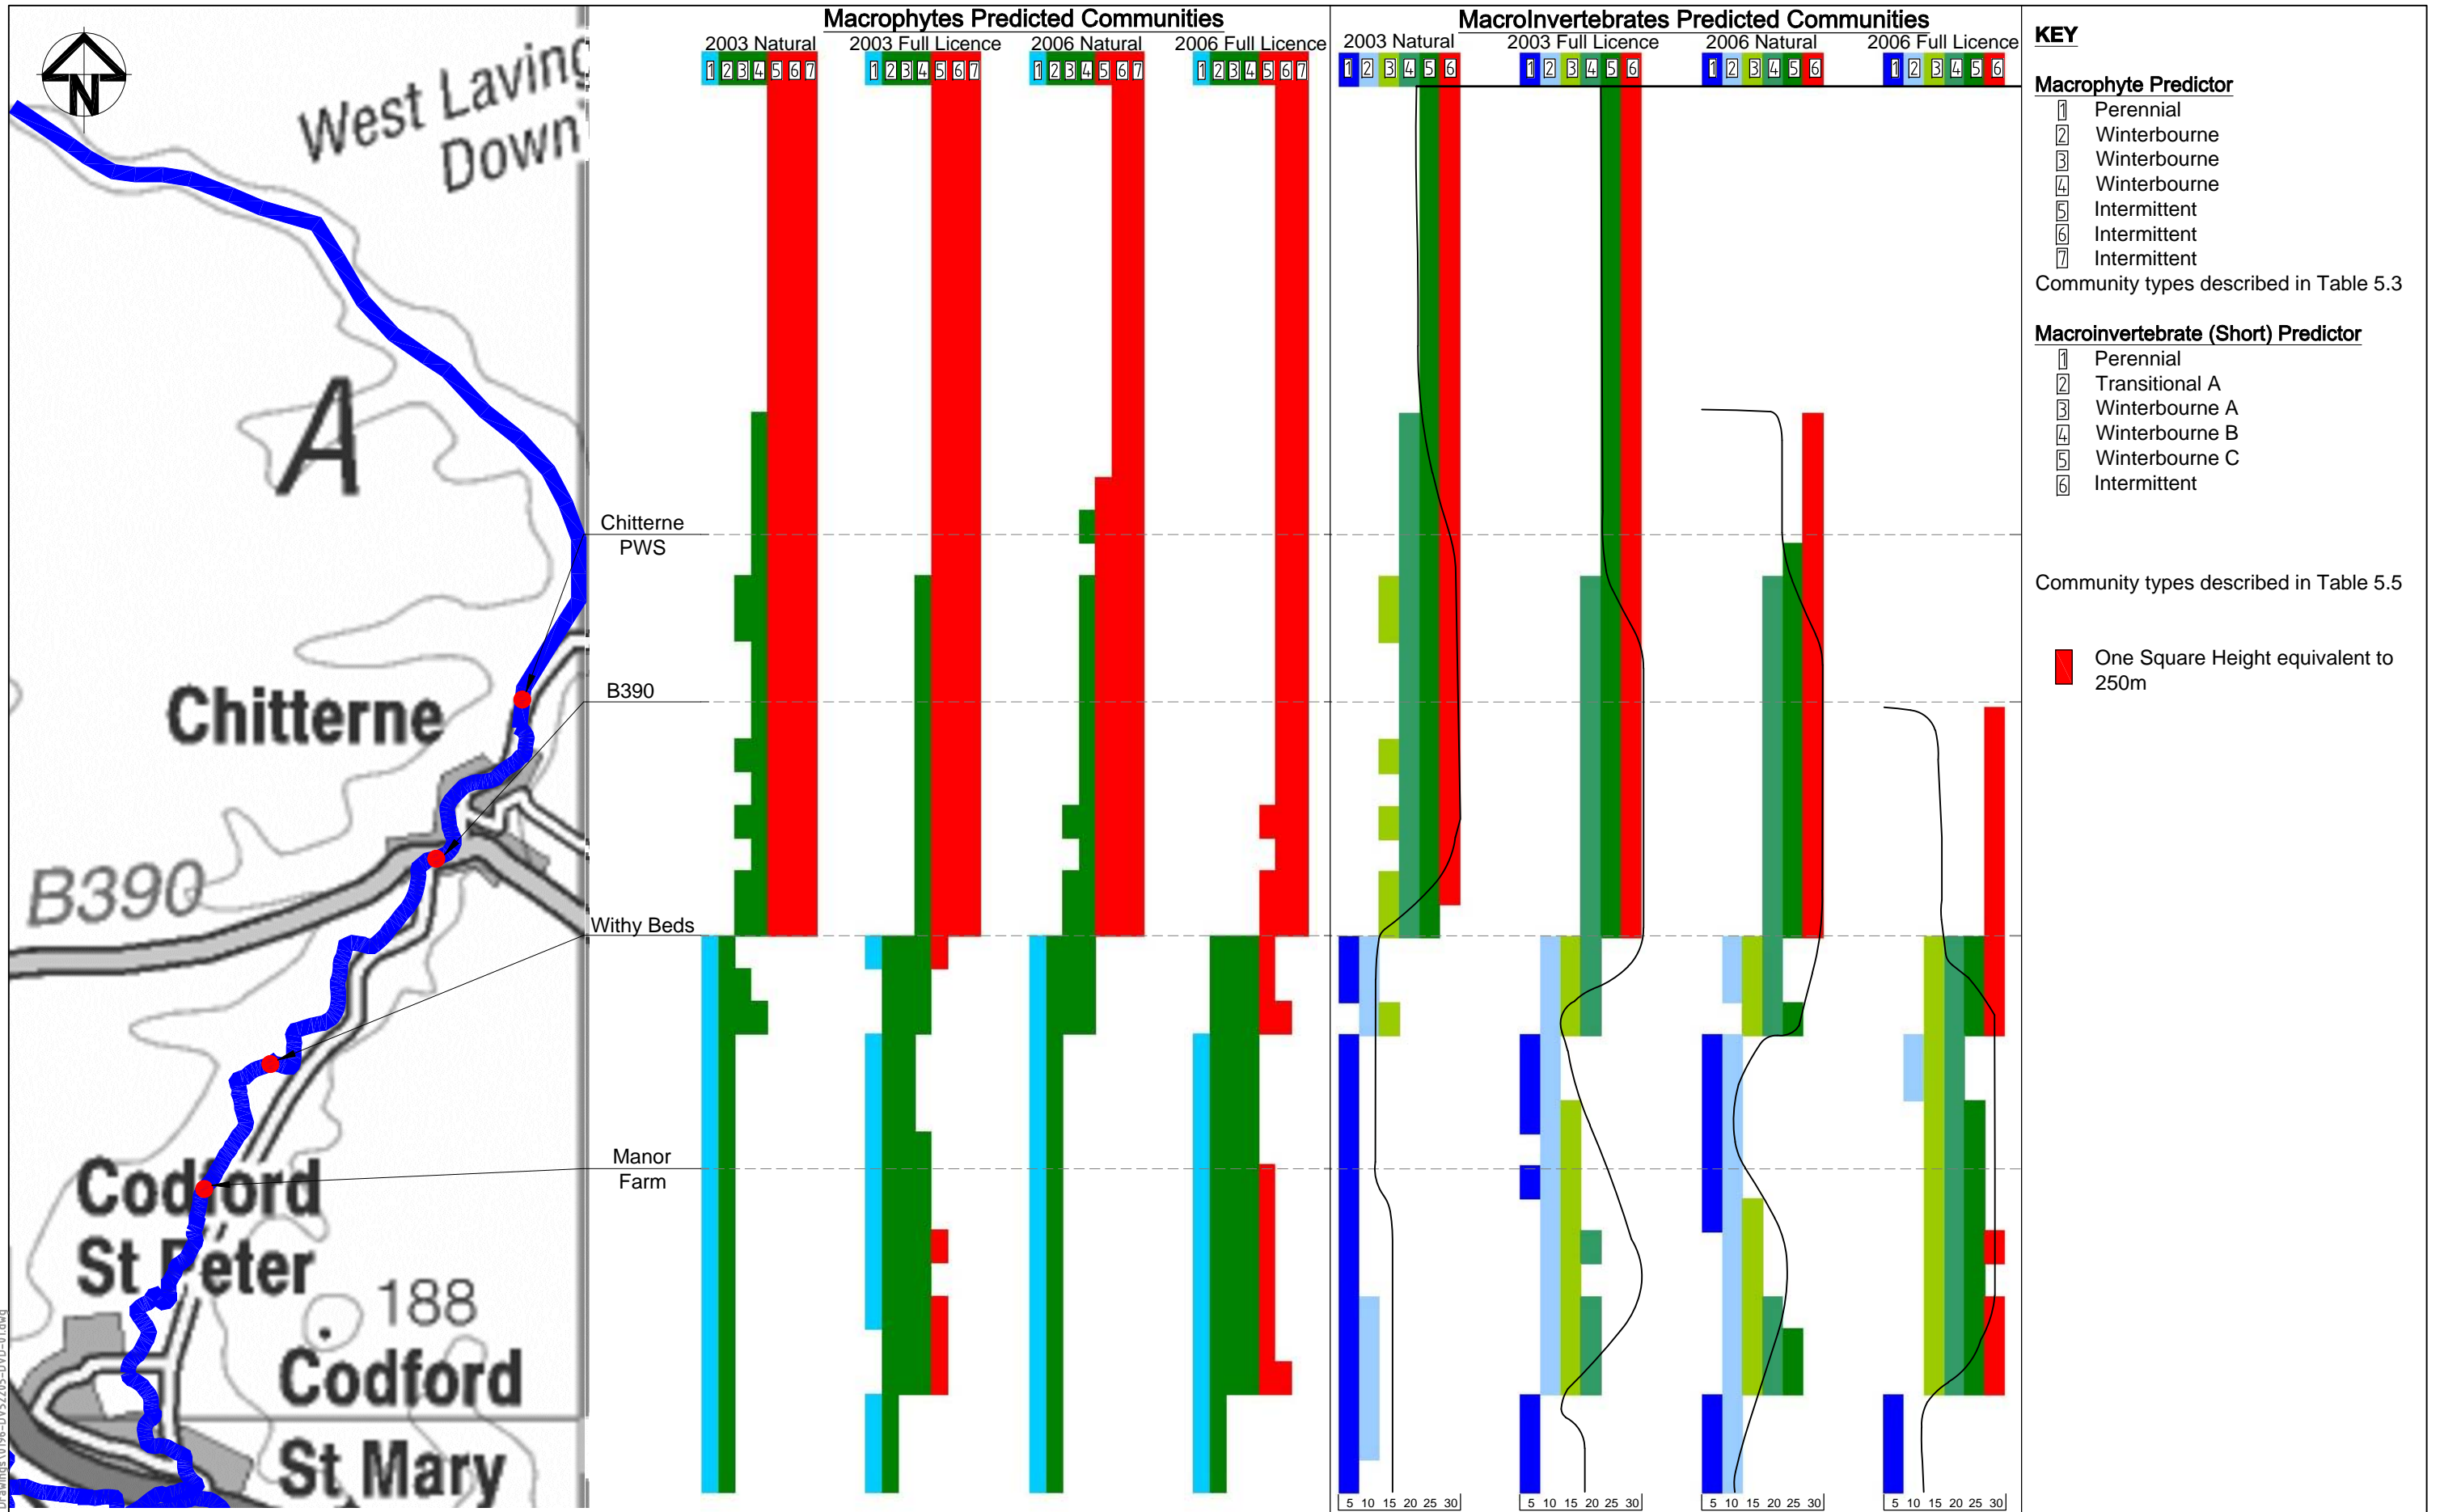 N
West Laving
Down
A
Chitterne
B390
Codford
St Peter
188
Codford
St Mary
Macrophytes Predicted Communities
2003 Natural
2003 Full Licence
2006 Natural
2006 Full Licence
1 2 3 4 5 6 7
1 2 3 4 5 6 7
1 2 3 4 5 6 7
1 2 3 4 5 6 7
Chitterne
PWS
B390
Withy Beds
Manor
Farm
MacroInvertebrates Predicted Communities
2003 Natural
2003 Full Licence
2006 Natural
2006 Full Licence
1 2 3 4 5 6
1 2 3 4 5 6
1 2 3 4 5 6
1 2 3 4 5 6
5 10 15 20 25 30
5 10 15 20 25 30
5 10 15 20 25 30
5 10 15 20 25 30
KEY
Macrophyte Predictor
1 Perennial
2 Winterbourne
3 Winterbourne
4 Winterbourne
5 Intermittent
6 Intermittent
7 Intermittent
Community types described in Table 5.3
Macroinvertebrate (Short) Predictor
1 Perennial
2 Transitional A
3 Winterbourne A
4 Winterbourne B
5 Winterbourne C
6 Intermittent
Community types described in Table 5.5
One Square Height equivalent to
250m